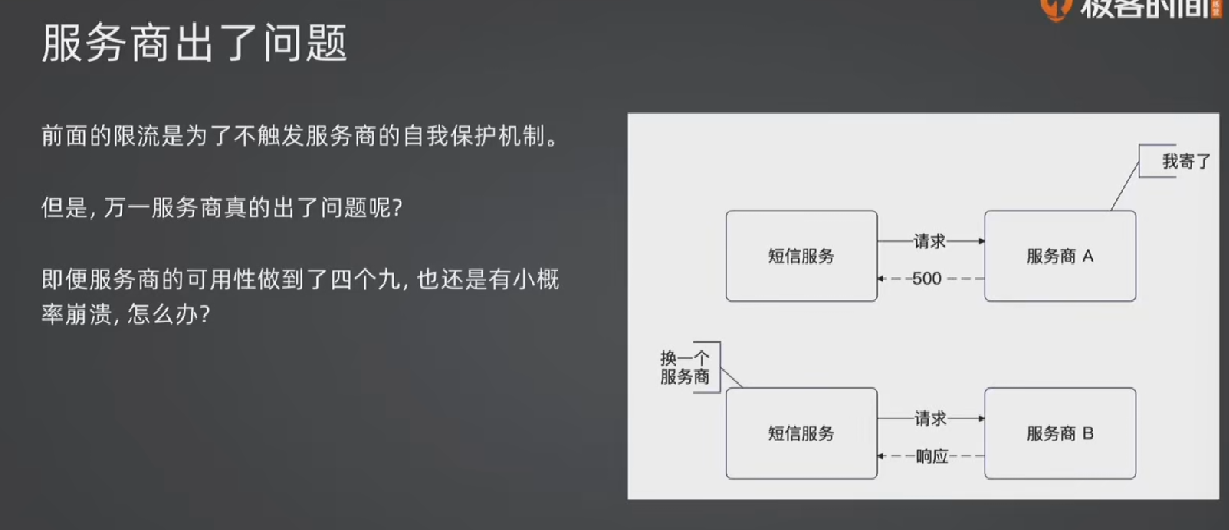 极客时间
服务商出了问题
前面的限流是为了不触发服务商的自我保护机制。
但是, 万一服务商真的出了问题呢?
即便服务商的可用性做到了四个九, 也还是有小概
率崩溃, 怎么办?
我寄了
短信服务
请求
500
服务商 A
换一个
服务商
短信服务
请求
响应
服务商 B